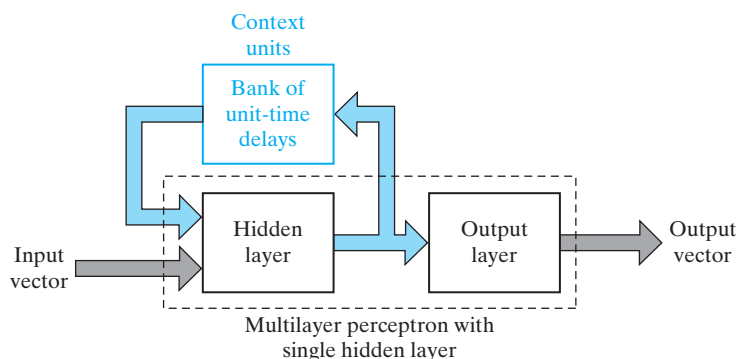 Context
units
Bank of
unit-time
delays
Hidden
layer
Output
layer
Input
vector
Output
vector
Multilayer perceptron with
single hidden layer